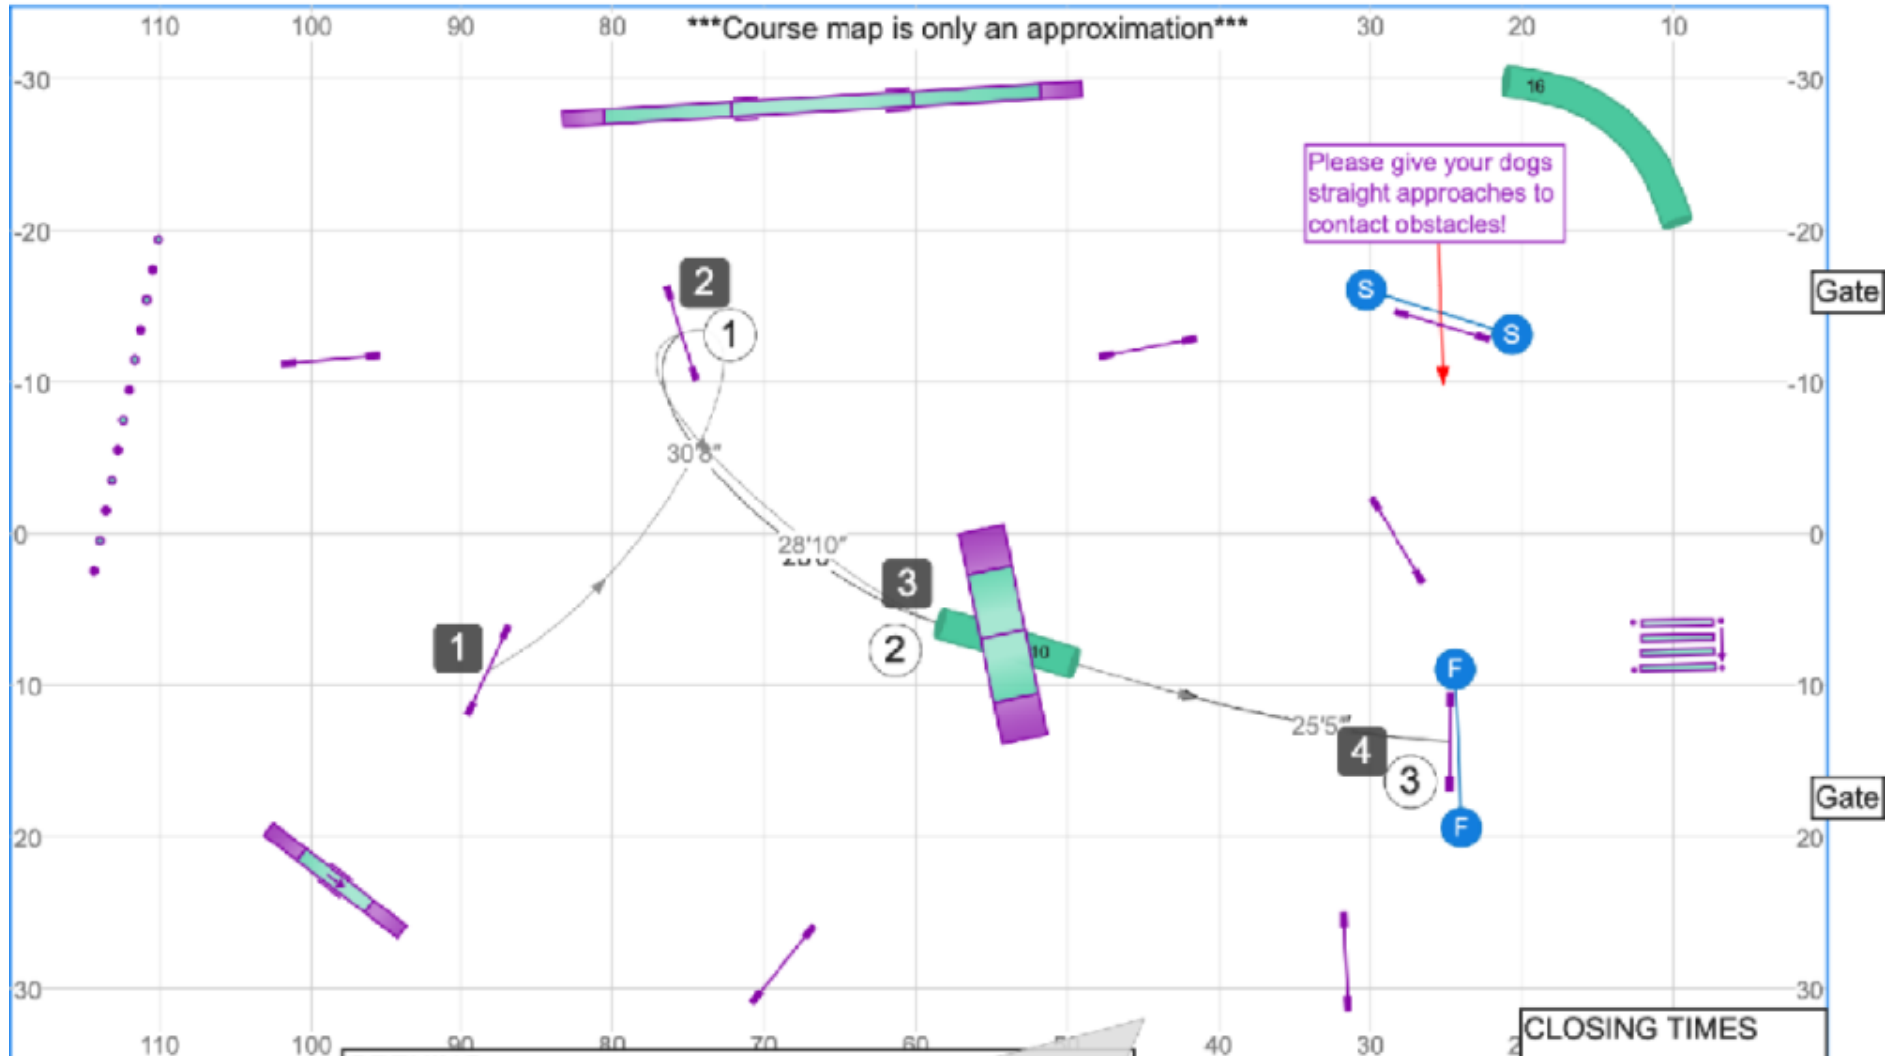 110 100 90 80 ***Course map is only an approximation*** 30 20 10
-30 -30
16
Please give your dogs
straight approaches to
contact obstacles!
-20 -20
2
S
Gate
1
S
-10 -10
30'8"
0 28'10" 0
3
1
2
10
F
10 10
25'5"
4
3
Gate
20 F 20
30 30
CLOSING TIMES
110 100 90 80 70 60 50 40 30